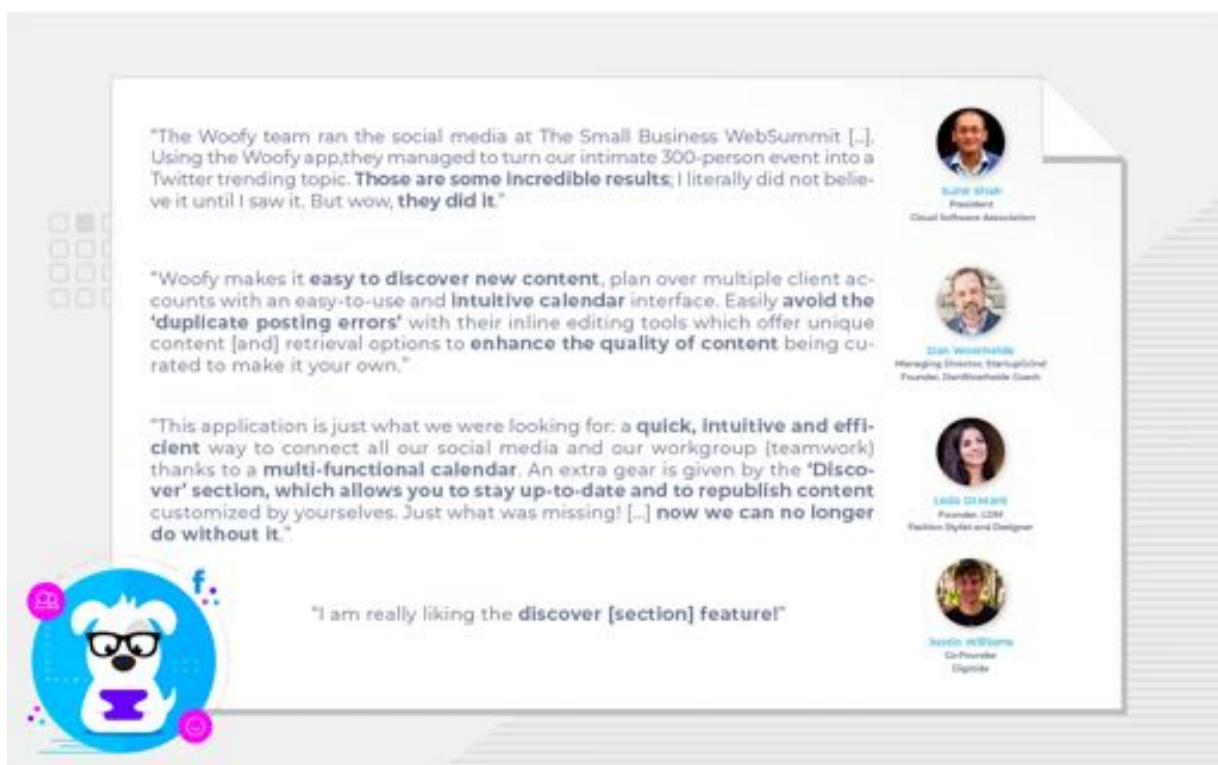 "The Woofy team ran the social media at The Small Business WebSummit [...].
Using the Woofy app,they managed to turn our intimate 300-person event into a
Twitter trending topic. Those are some incredible results; I literally did not belie-
ve it until I saw it. But wow, they did it."
Suhir Shah
President
Cloud Software Association
"Woofy makes it easy to discover new content, plan over multiple client ac-
counts with an easy-to-use and intuitive calendar interface. Easily avoid the
'duplicate posting errors' with their inline editing tools which offer unique
content [and] retrieval options to enhance the quality of content being cu-
rated to make it your own."
Dan
Managing Director,
Founder, Coach
"This application is just what we were looking for: a quick, intuitive and effi-
cient way to connect all our social media and our workgroup (teamwork)
thanks to a multi-functional calendar. An extra gear is given by the 'Disco-
ver' section, which allows you to stay up-to-date and to republish content
customized by yourselves. Just what was missing! [...] now we can no longer
do without it."
Founder, LDM
Fashion Stylist and Designer
"I am really liking the discover [section] feature!"
Williams
Co-Founder
f